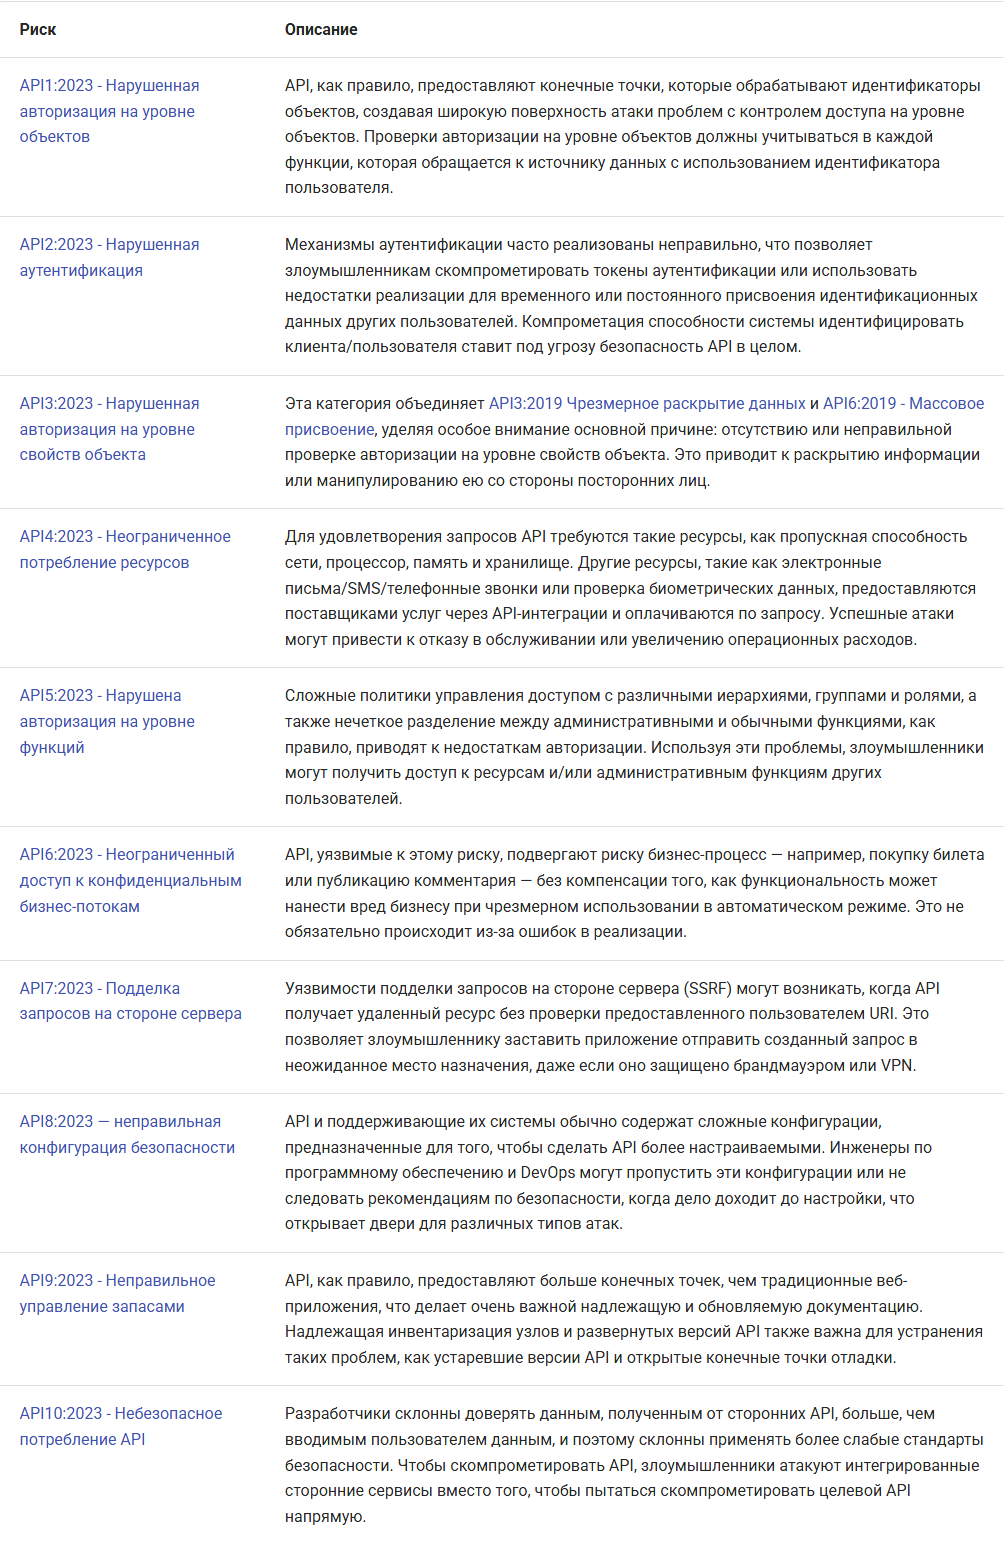 Риск
Описание
API1:2023 - Нарушенная
авторизация на уровне
объектов
API, как правило, предоставляют конечные точки, которые обрабатывают идентификаторы
объектов, создавая широкую поверхность атаки проблем с контролем доступа на уровне
объектов. Проверки авторизации на уровне объектов должны учитываться в каждой
функции, которая обращается к источнику данных с использованием идентификатора
пользователя.
API2:2023 - Нарушенная
аутентификация
Механизмы аутентификации часто реализованы неправильно, что позволяет
злоумышленникам скомпрометировать токены аутентификации или использовать
недостатки реализации для временного или постоянного присвоения идентификационных
данных других пользователей. Компрометация способности системы идентифицировать
клиента/пользователя ставит под угрозу безопасность API в целом.
API3:2023 - Нарушенная
авторизация на уровне
свойств объекта
Эта категория объединяет API3:2019 Чрезмерное раскрытие данных и API6:2019 - Массовое
присвоение, уделяя особое внимание основной причине: отсутствию или неправильной
проверке авторизации на уровне свойств объекта. Это приводит к раскрытию информации
или манипулированию ею со стороны посторонних лиц.
API4:2023 - Неограниченное
потребление ресурсов
Для удовлетворения запросов API требуются такие ресурсы, как пропускная способность
сети, процессор, память и хранилище. Другие ресурсы, такие как электронные
письма/SMS/телефонные звонки или проверка биометрических данных, предоставляются
поставщиками услуг через API-интеграции и оплачиваются по запросу. Успешные атаки
могут привести к отказу в обслуживании или увеличению операционных расходов.
API5:2023 - Нарушена
авторизация на уровне
функций
Сложные политики управления доступом с различными иерархиями, группами и ролями, а
также нечеткое разделение между административными и обычными функциями, как
правило, приводят к недостаткам авторизации. Используя эти проблемы, злоумышленники
могут получить доступ к ресурсам и/или административным функциям других
пользователей.
API6:2023 - Неограниченный
доступ к конфиденциальным
бизнес-потокам
API, уязвимые к этому риску, подвергают риску бизнес-процесс — например, покупку билета
или публикацию комментария — без компенсации того, как функциональность может
нанести вред бизнесу при чрезмерном использовании в автоматическом режиме. Это не
обязательно происходит из-за ошибок в реализации.
API7:2023 - Подделка
запросов на стороне сервера
Уязвимости подделки запросов на стороне сервера (SSRF) могут возникать, когда API
получает удаленный ресурс без проверки предоставленного пользователем URI. Это
позволяет злоумышленнику заставить приложение отправить созданный запрос в
неожиданное место назначения, даже если оно защищено брандмауэром или VPN.
API8:2023 — неправильная
конфигурация безопасности
API и поддерживающие их системы обычно содержат сложные конфигурации,
предназначенные для того, чтобы сделать API более настраиваемыми. Инженеры по
программному обеспечению и DevOps могут пропустить эти конфигурации или не
следовать рекомендациям по безопасности, когда дело доходит до настройки, что
открывает двери для различных типов атак.
API9:2023 - Неправильное
управление запасами
API, как правило, предоставляют больше конечных точек, чем традиционные веб-
приложения, что делает очень важной надлежащую и обновляемую документацию.
Надлежащая инвентаризация узлов и развернутых версий API также важна для устранения
таких проблем, как устаревшие версии API и открытые конечные точки отладки.
API10:2023 - Небезопасное
потребление API
Разработчики склонны доверять данным, полученным от сторонних API, больше, чем
вводимым пользователем данным, и поэтому склонны применять более слабые стандарты
безопасности. Чтобы скомпрометировать API, злоумышленники атакуют интегрированные
сторонние сервисы вместо того, чтобы пытаться скомпрометировать целевой API
напрямую.